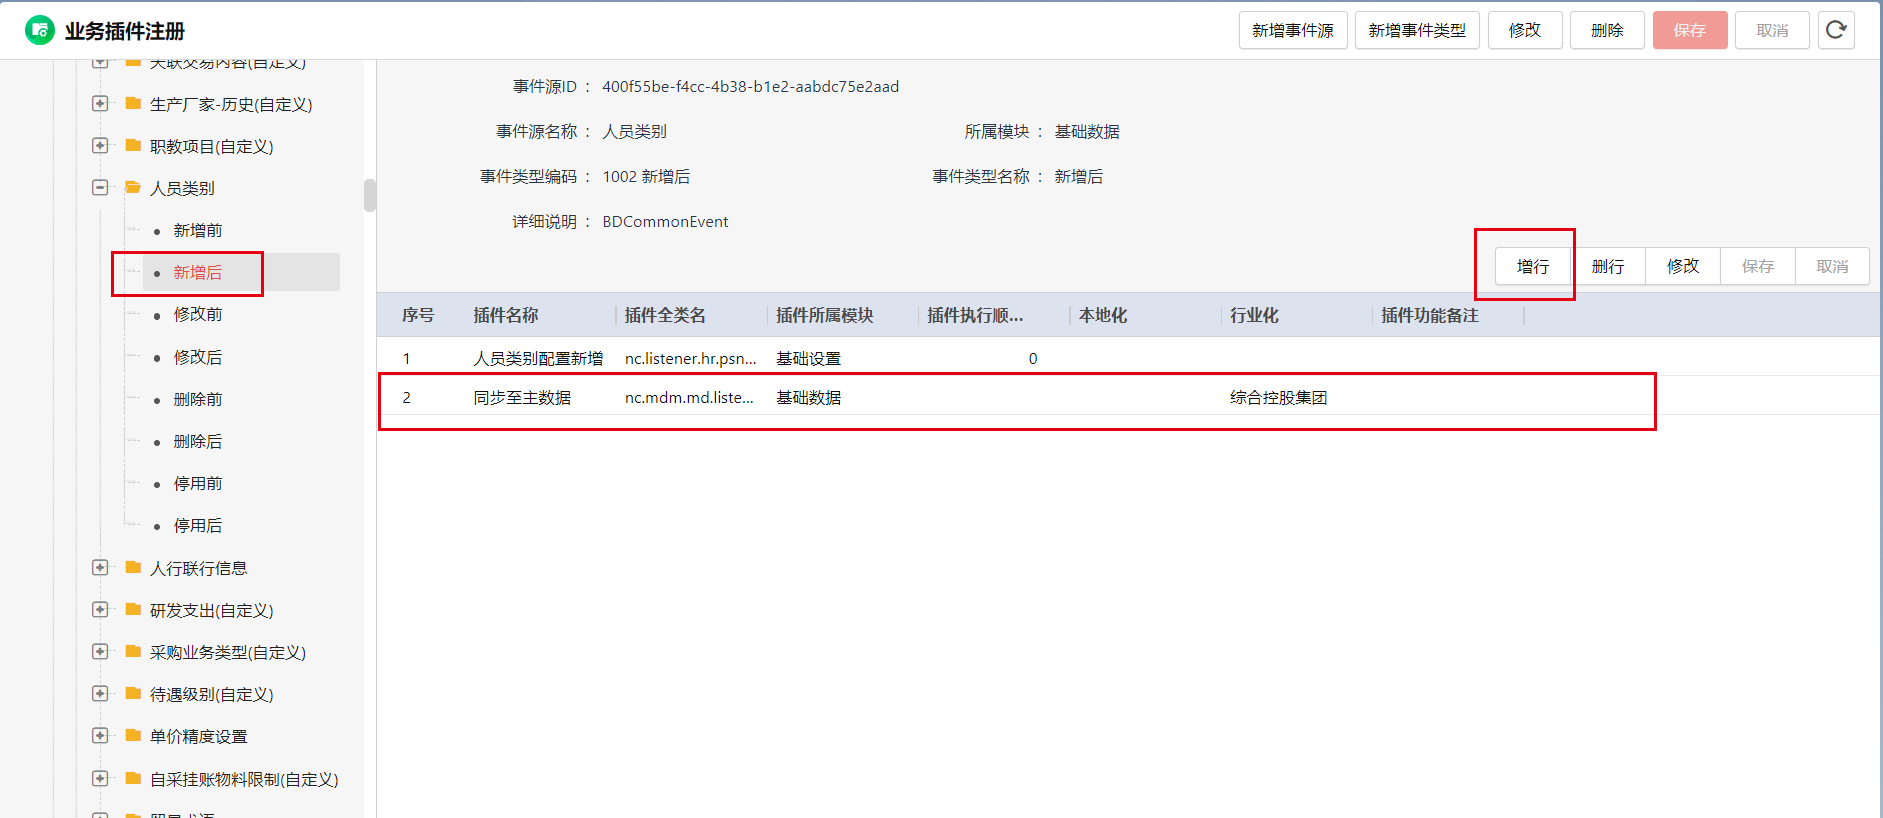 业务插件注册
新增事件源 新增事件类型 修改 删除 保存 取消
关联交易内容(自定义)
生产厂家-历史(自定义)
职教项目(自定义)
人员类别
新增前
新增后
修改前
修改后
删除前
删除后
停用前
停用后
人行联行信息
研发支出(自定义)
采购业务类型(自定义)
待遇级别(自定义)
单价精度设置
自采挂账物料限制(自定义)
事件源ID ： 400f55be-f4cc-4b38-b1e2-aabdc75e2aad
事件源名称 ： 人员类别 所属模块 ： 基础数据
事件类型编码 ： 1002 新增后 事件类型名称 ： 新增后
详细说明 ： BDCommonEvent
增行 删行 修改 保存 取消
序号 插件名称 插件全类名 插件所属模块 插件执行顺... 本地化 行业化 插件功能备注
1 人员类别配置新增 nc.listener.hr.psn... 基础设置 0
2 同步至主数据 nc.mdm.md.liste... 基础数据 综合控股集团